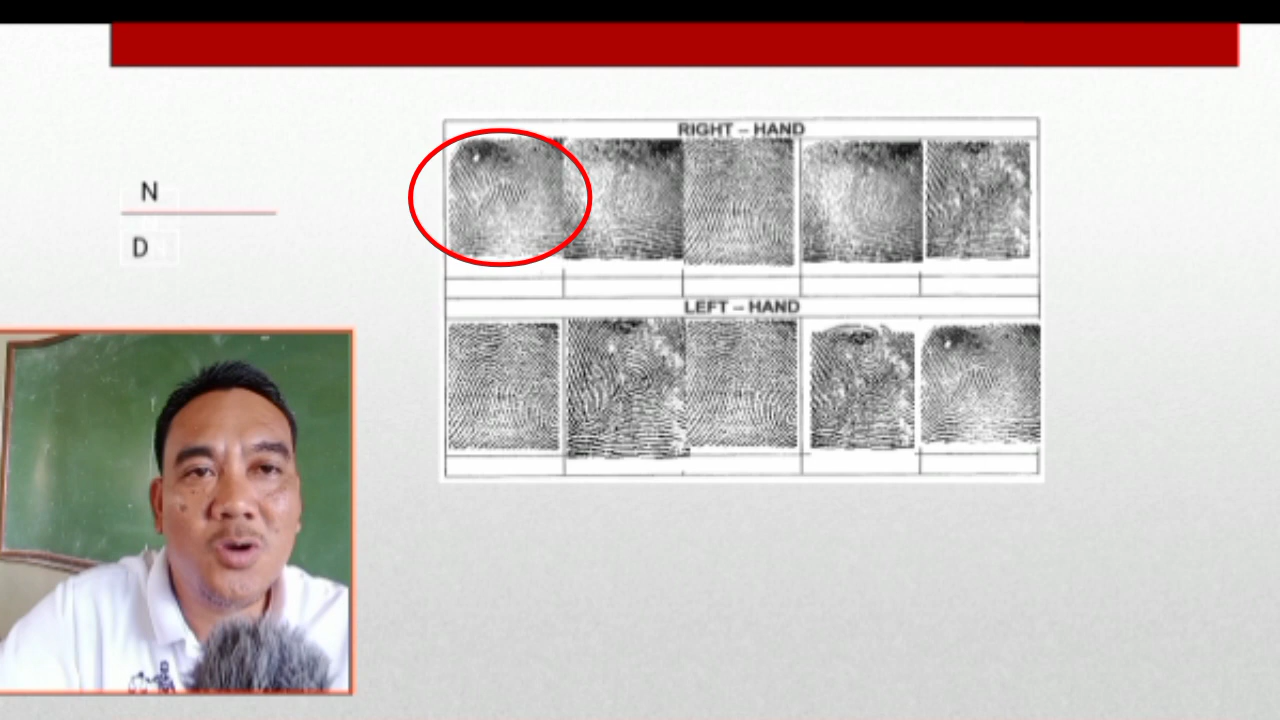 RIGHT – HAND
N
D
LEFT – HAND